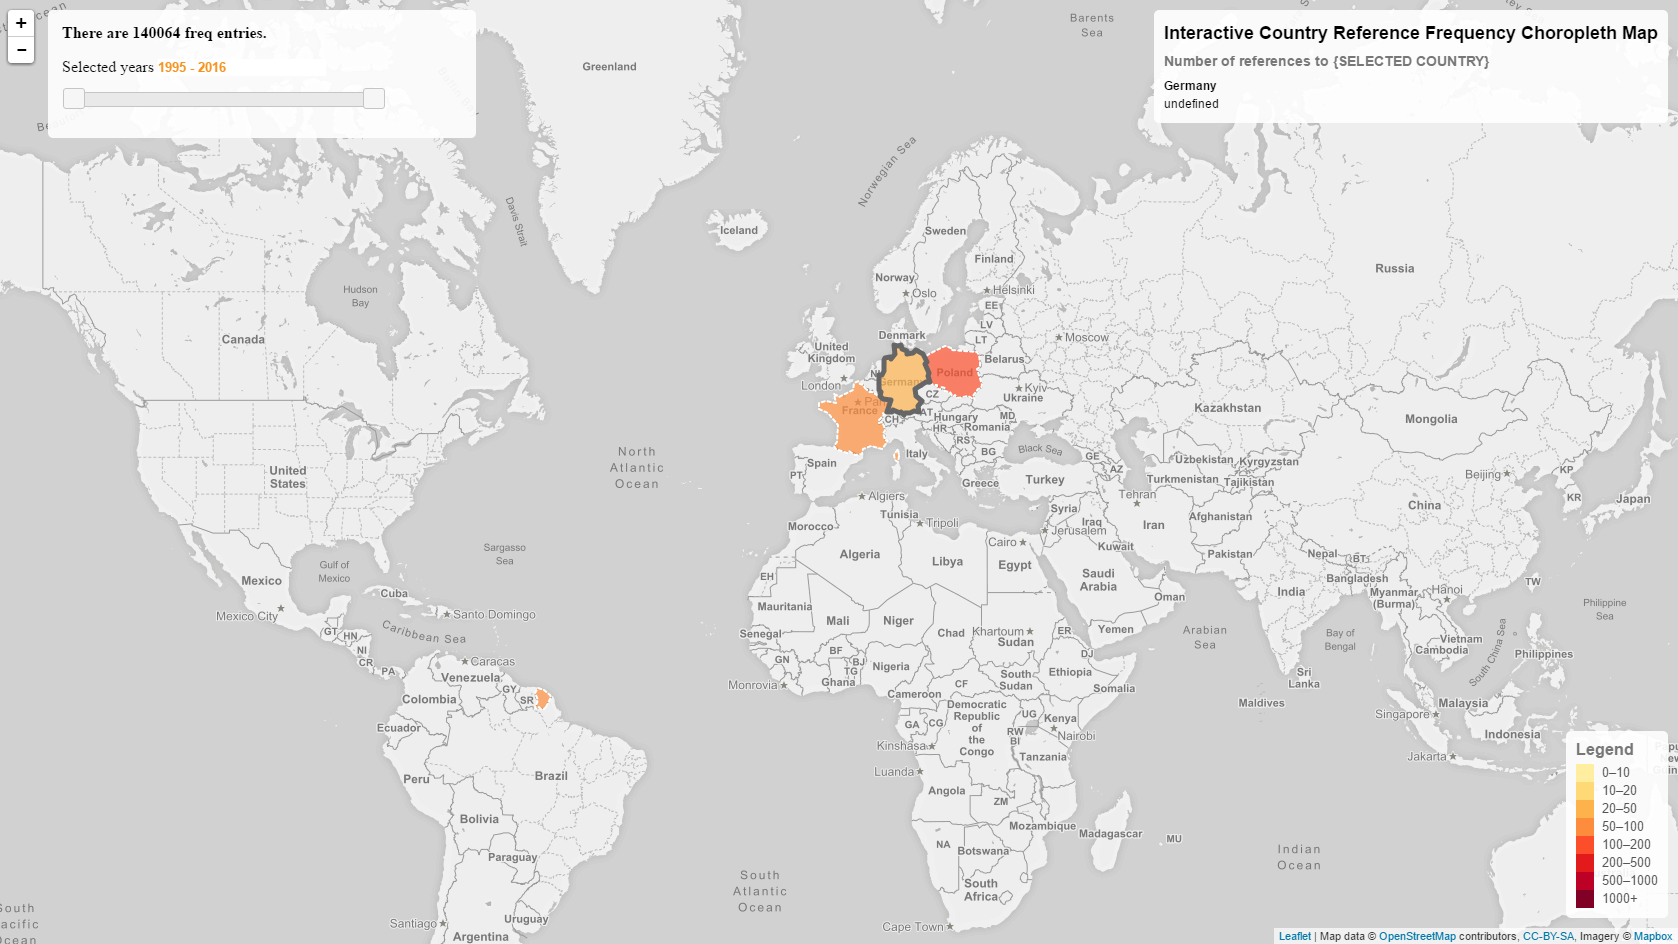 +
−
There are 140064 freq entries.
Selected years 1995 - 2016
Interactive Country Reference Frequency Choropleth Map
Number of references to {SELECTED COUNTRY}
Germany
undefined
Barents
Sea
Greenland
Norwegian Sea
Davis Strait
Iceland
Sweden
Finland
Russia
Norway
Oslo
Helsinki
Hudson
Bay
EE
LV
Canada
Denmark
LT
Moscow
United
Kingdom
Belarus
Poland
Germany
London
CZ
Kyiv
Ukraine
France
Kazakhstan
Mongolia
AT
CH
Hungary
MD
HR
Romania
RS
BG
Black Sea
GE
North
Atlantic
Ocean
Italy
Spain
PT
Uzbekistan
Kyrgyzstan
AZ
United
States
Greece
Turkey
Turkmenistan
Tajikistan
Beijing
KP
KR
Japan
Algiers
Tehran
China
Tunisia
Tripoli
Syria
Iraq
Iran
Afghanistan
Morocco
Jerusalem
Cairo
Kuwait
Sargasso
Sea
Algeria
Libya
Egypt
Pakistan
Nepal
BT
Gulf of
Mexico
Mexico
EH
Saudi
Arabia
Bangladesh
TW
Cuba
Oman
India
Myanmar
(Burma)
Hanoi
Mexico City
Santo Domingo
Mauritania
Philippine
Sea
Mali
Niger
Caribbean Sea
GT
HN
Senegal
Chad
Khartoum
Sudan
ER
Yemen
Arabian
Sea
Bay of
Bengal
Vietnam
Cambodia
South China Sea
Philippines
NI
CR
PA
Caracas
GN
BF
BJ
TG
Ghana
Nigeria
DJ
Ethiopia
South
Sudan
Sri
Lanka
Venezuela
GY
SR
Monrovia
CF
Somalia
Cameroon
Colombia
Maldives
Malaysia
Singapore
Democratic
Republic
of
the
Congo
Ecuador
GA
CG
UG
Kenya
RW
BI
Nairobi
Indonesia
Kinshasa
Tanzania
Jakarta
Peru
Brazil
Luanda
Angola
ZM
Bolivia
Mozambique
Madagascar
MU
NA
Botswana
Paraguay
Indian
Ocean
South
Atlantic
Ocean
South
Africa
Uruguay
Santiago
Argentina
Cape Town
Legend
0–10
10–20
20–50
50–100
100–200
200–500
500–1000
1000+
Leaflet | Map data © OpenStreetMap contributors, CC-BY-SA, Imagery © Mapbox